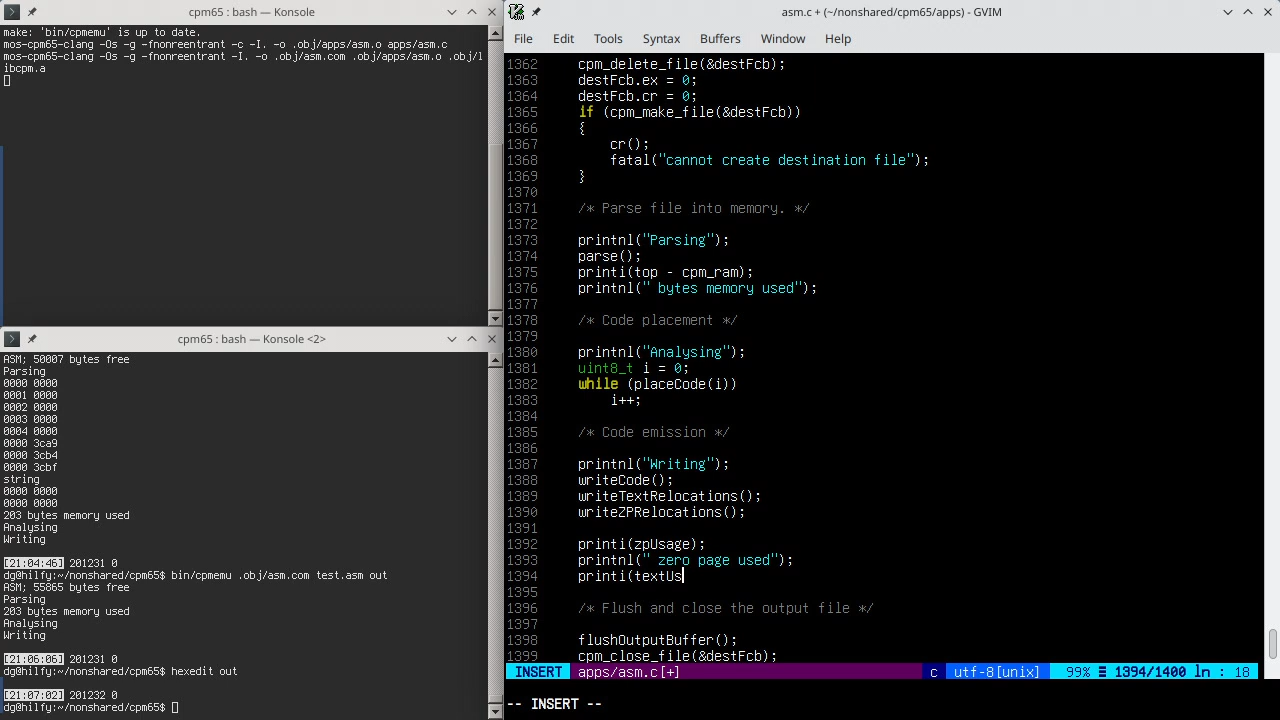 cpm65 : bash — Konsole
make: 'bin/cpmemu' is up to date.
mos-cpm65-clang -Os -g -fnonreentrant -c -I. -o .obj/apps/asm.o apps/asm.c
mos-cpm65-clang -Os -g -fnonreentrant -I. -o .obj/asm.com .obj/apps/asm.o .obj/l
ibcpm.a
cpm65 : bash — Konsole <2>
ASM; 50007 bytes free
Parsing
0000 0000
0001 0000
0002 0000
0003 0000
0004 0000
0000 3ca9
0000 3cb4
0000 3cbf
string
0000 0000
0000 0000
203 bytes memory used
Analysing
Writing
[21:04:46] 201231 0
dg@hilfy:~/nonshared/cpm65$ bin/cpmemu .obj/asm.com test.asm out
ASM; 55865 bytes free
Parsing
203 bytes memory used
Analysing
Writing
[21:06:06] 201231 0
dg@hilfy:~/nonshared/cpm65$ hexedit out
[21:07:02] 201232 0
dg@hilfy:~/nonshared/cpm65$
asm.c + (~/nonshared/cpm65/apps) - GVIM
File Edit Tools Syntax Buffers Window Help
1362 cpm_delete_file(&destFcb);
1363 destFcb.ex = 0;
1364 destFcb.cr = 0;
1365 if (cpm_make_file(&destFcb))
1366 {
1367 cr();
1368 fatal("cannot create destination file");
1369 }
1370
1371 /* Parse file into memory. */
1372
1373 printnl("Parsing");
1374 parse();
1375 printi(top - cpm_ram);
1376 printnl(" bytes memory used");
1377
1378 /* Code placement */
1379
1380 printnl("Analysing");
1381 uint8_t i = 0;
1382 while (placeCode(i))
1383 i++;
1384
1385 /* Code emission */
1386
1387 printnl("Writing");
1388 writeCode();
1389 writeTextRelocations();
1390 writeZPRelocations();
1391
1392 printi(zpUsage);
1393 printnl(" zero page used");
1394 printi(textUs
1395
1396 /* Flush and close the output file */
1397
1398 flushOutputBuffer();
1399 cpm_close_file(&destFcb);
INSERT apps/asm.c[+] c utf-8[unix] 99% ≡ 1394/1400 ln : 18
-- INSERT --